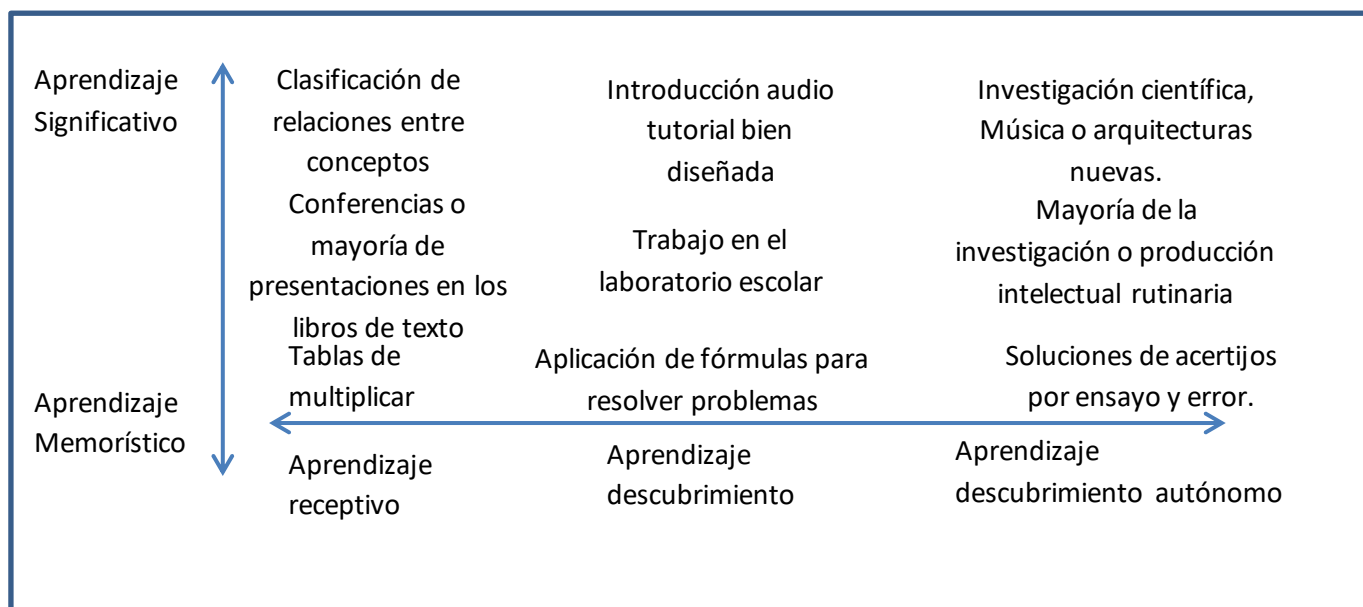 Aprendizaje
Significativo
Clasificación de
relaciones entre
conceptos
Conferencias o
mayoría de
presentaciones en los
libros de texto
Tablas de
multiplicar
Introducción audio
tutorial bien
diseñada
Trabajo en el
laboratorio escolar
Aplicación de fórmulas para
resolver problemas
Investigación científica,
Música o arquitecturas
nuevas.
Mayoría de la
investigación o producción
intelectual rutinaria
Soluciones de acertijos
por ensayo y error.
Aprendizaje
Memorístico
Aprendizaje
receptivo
Aprendizaje
descubrimiento
Aprendizaje
descubrimiento autónomo